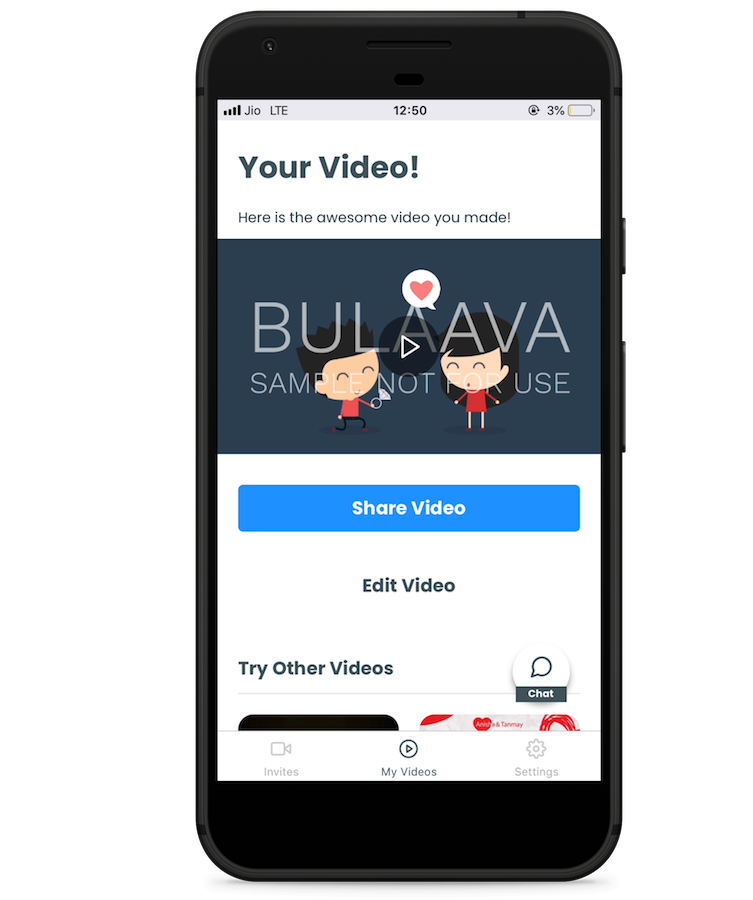 Jio LTE 12:50 3%
Your Video!
Here is the awesome video you made!
BULAAVA
SAMPLE NOT FOR USE
Share Video
Edit Video
Try Other Videos
Chat
Anisha & Tanmay
Invites My Videos Settings